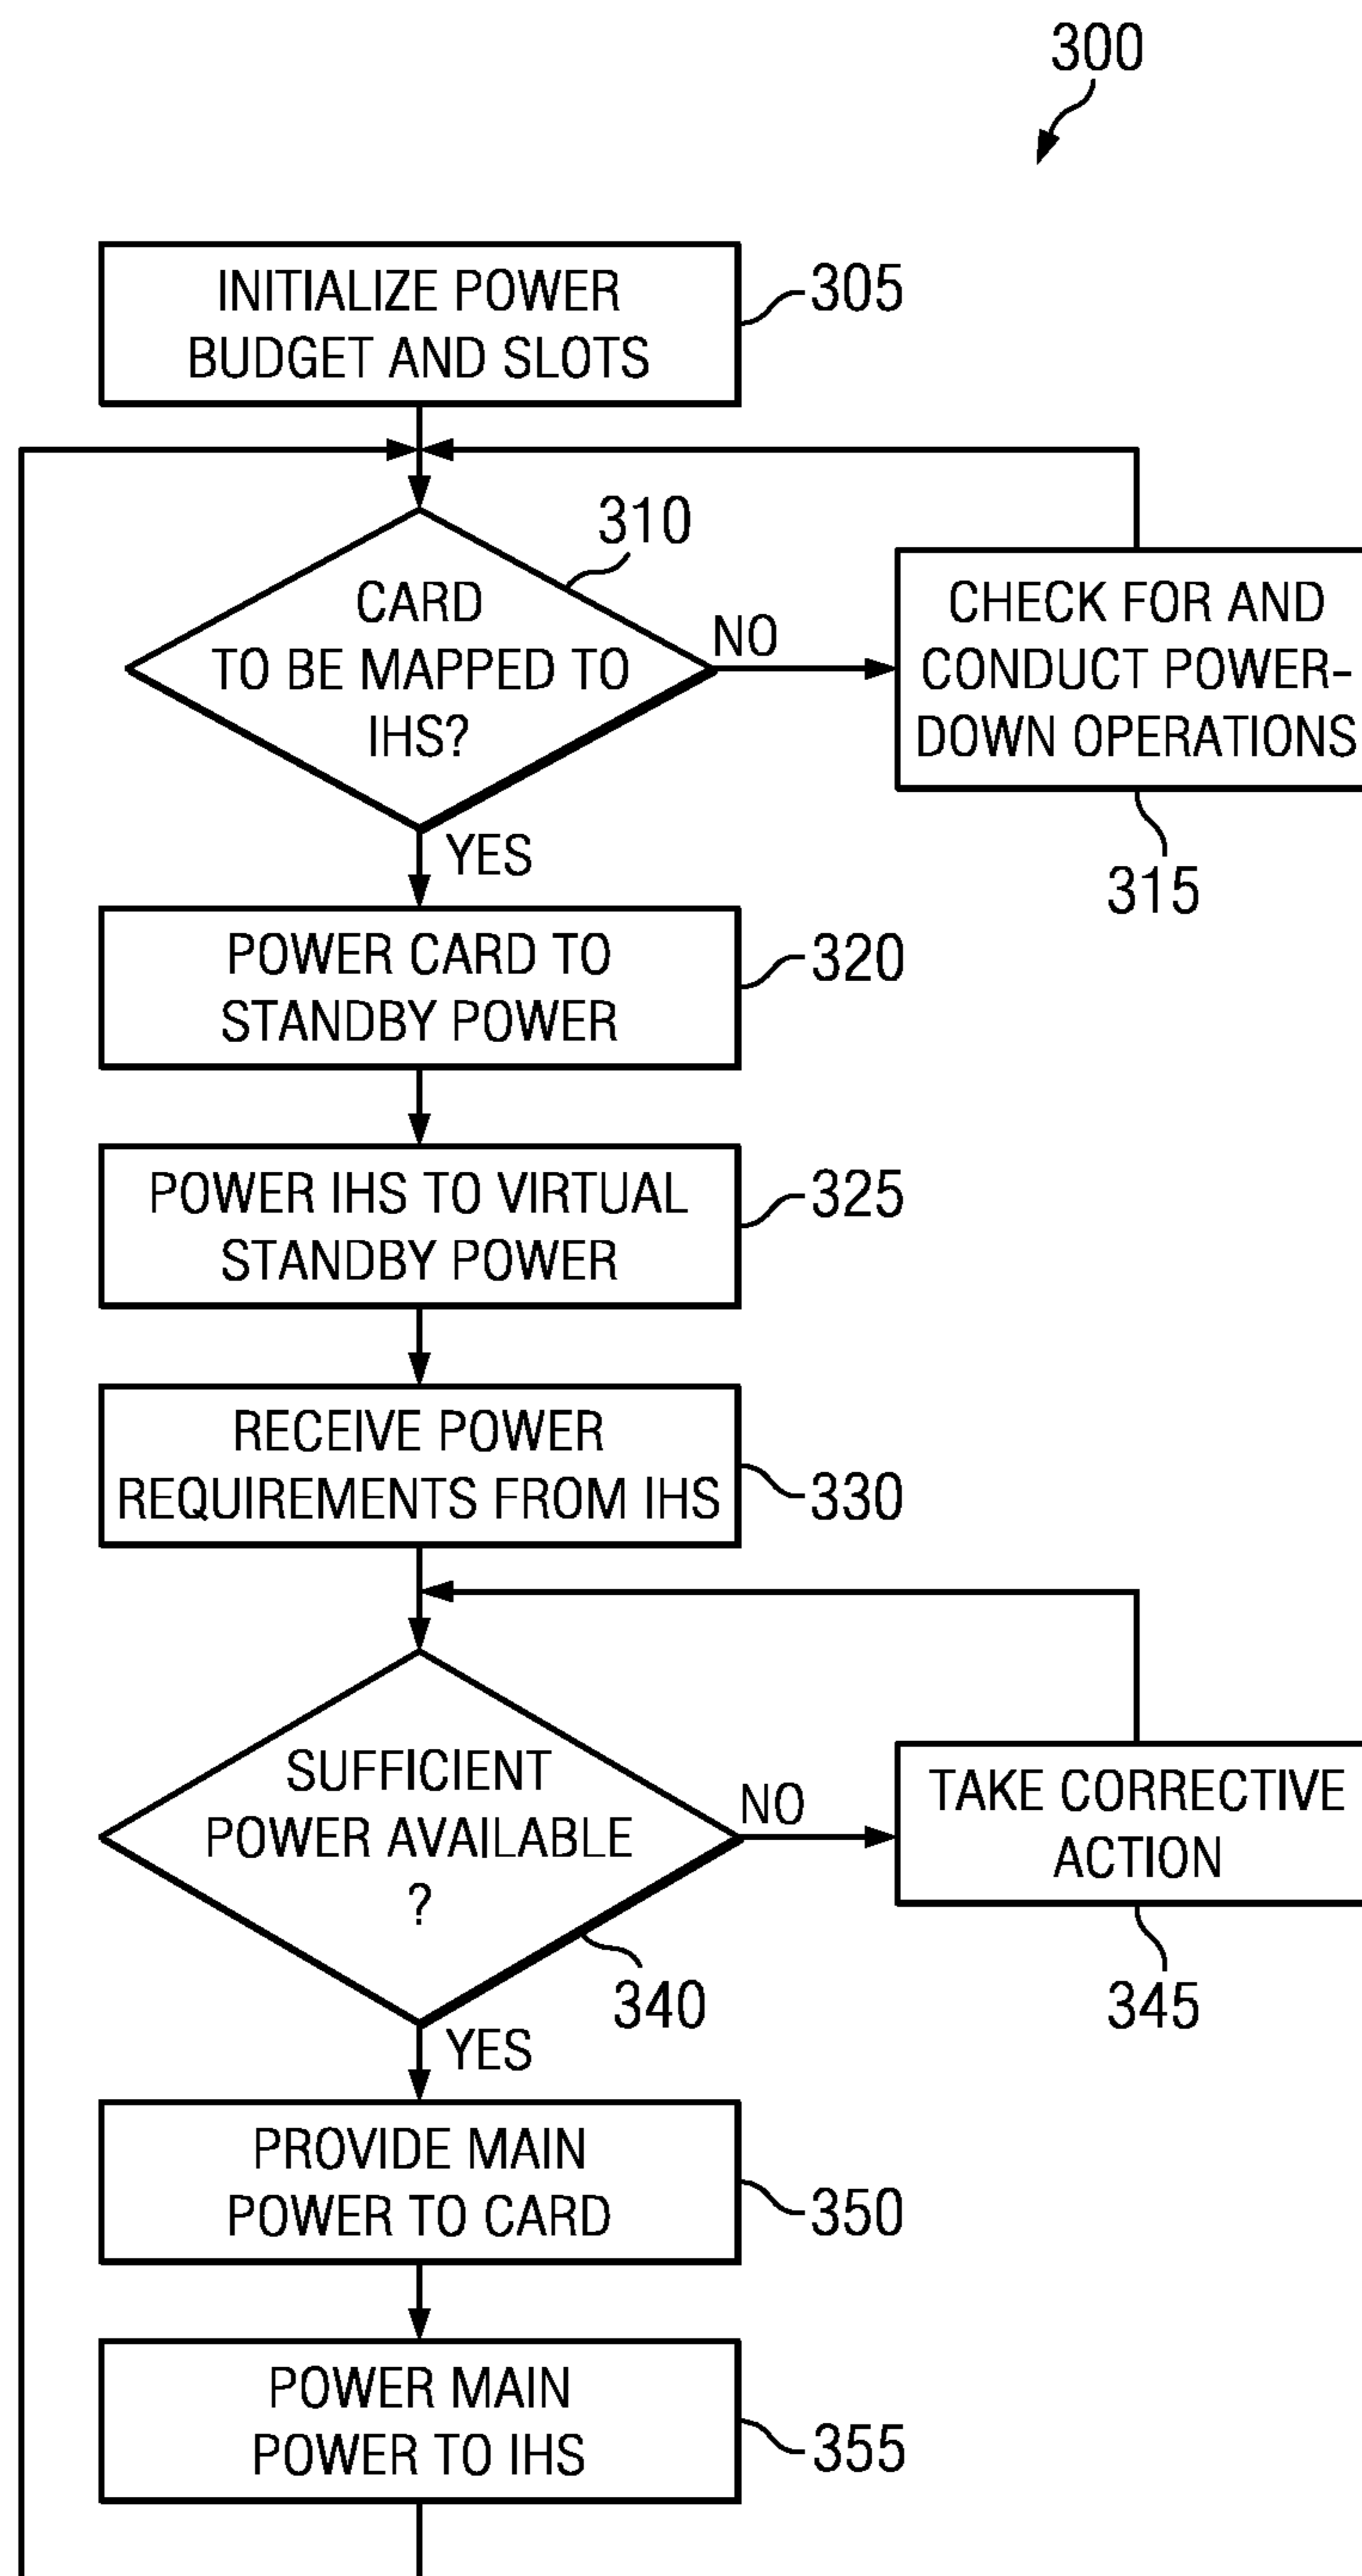 300
INITIALIZE POWER
BUDGET AND SLOTS
305
310
CARD
TO BE MAPPED TO
IHS?
NO
CHECK FOR AND
CONDUCT POWER-
DOWN OPERATIONS
315
YES
POWER CARD TO
STANDBY POWER
320
POWER IHS TO VIRTUAL
STANDBY POWER
325
RECEIVE POWER
REQUIREMENTS FROM IHS
330
SUFFICIENT
POWER AVAILABLE
?
NO
TAKE CORRECTIVE
ACTION
340
345
YES
PROVIDE MAIN
POWER TO CARD
350
POWER MAIN
POWER TO IHS
355